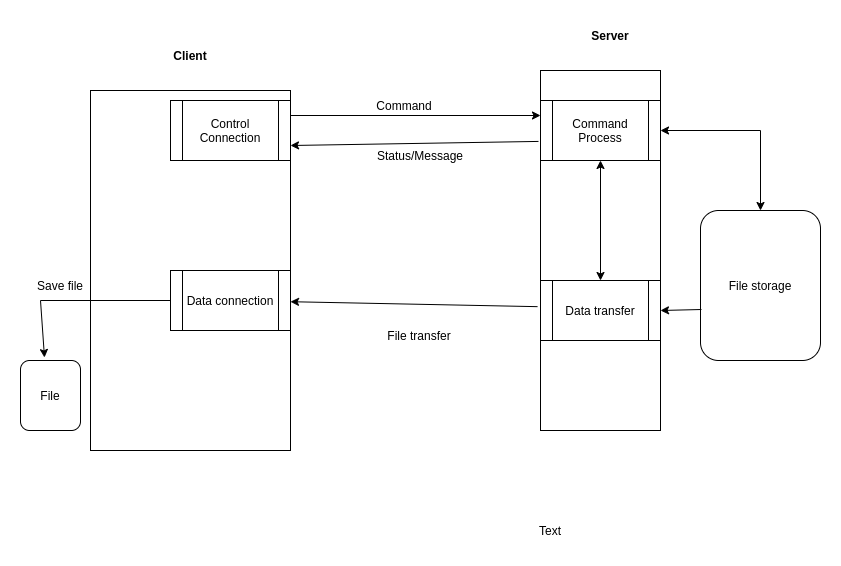 Server
Client
Command
Control
Connection
Command
Process
Status/Message
Save file
File storage
Data connection
Data transfer
File transfer
File
Text